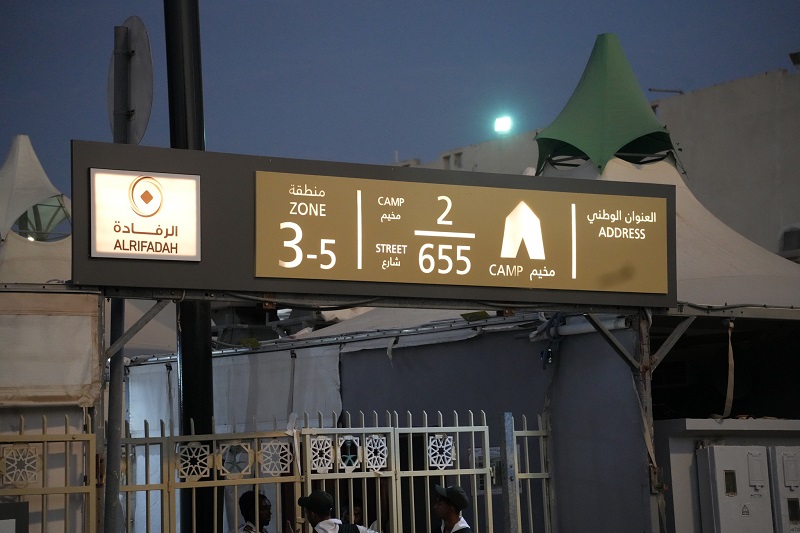 الرفادة
ALRIFADAH
منطقة
ZONE
3-5
CAMP
مخيم
2
STREET
شارع
655
CAMP مخيم
العنوان الوطني
ADDRESS